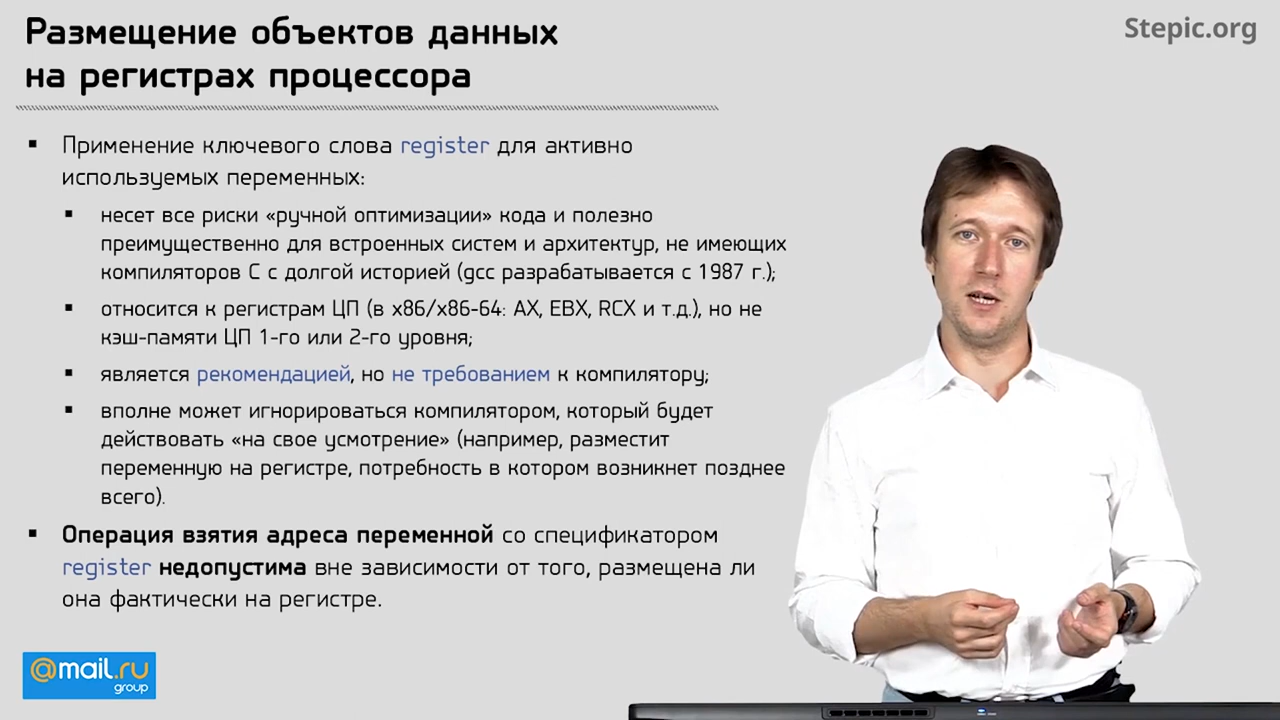 Размещение объектов данных
на регистрах процессора
Stepic.org
▪ Применение ключевого слова register для активно
используемых переменных:
▪ несет все риски «ручной оптимизации» кода и полезно
преимущественно для встроенных систем и архитектур, не имеющих
компиляторов C с долгой историей (gcc разрабатывается с 1987 г.);
▪ относится к регистрам ЦП (в x86/x86-64: AX, EBX, RCX и т.д.), но не
кэш-памяти ЦП 1-го или 2-го уровня;
▪ является рекомендацией, но не требованием к компилятору;
▪ вполне может игнорироваться компилятором, который будет
действовать «на свое усмотрение» (например, разместит
переменную на регистре, потребность в котором возникнет позднее
всего).
▪ Операция взятия адреса переменной со спецификатором
register недопустима вне зависимости от того, размещена ли
она фактически на регистре.
@mail.ru
group